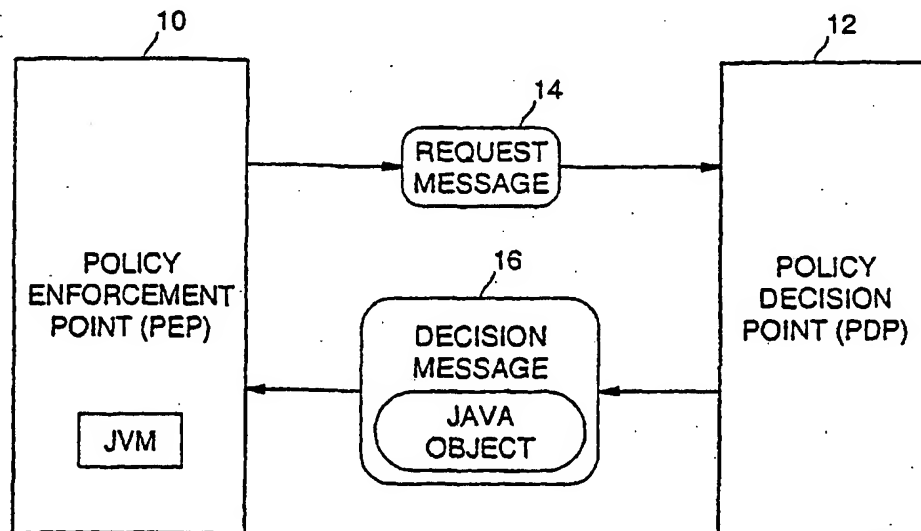 10
12
14
REQUEST
MESSAGE
POLICY
ENFORCEMENT
POINT (PEP)
16
DECISION
MESSAGE
JAVA
OBJECT
POLICY
DECISION
POINT (PDP)
JVM